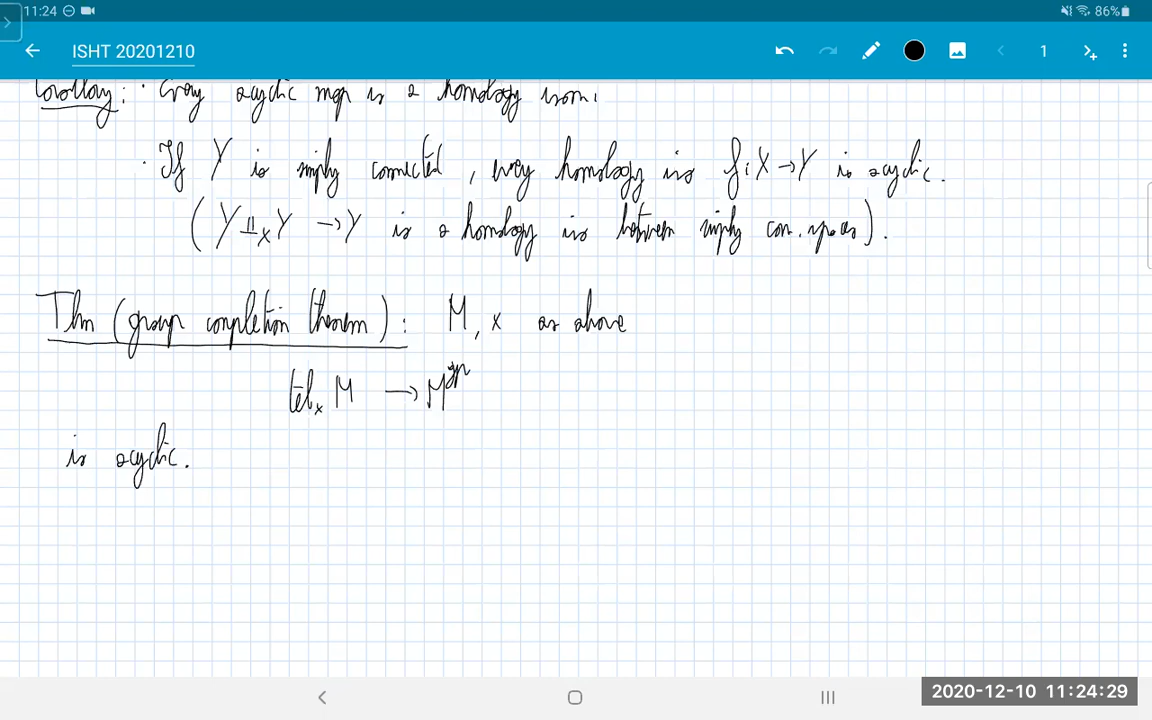 11:24
86%
ISHT 20201210
1
Corollary: · Every acyclic map is a homology isom.
· If Y is simply connected, every homology iso f: X → Y is acyclic.
(Y ⨿_X Y → Y is a homology iso between simply con. spaces).
Thm (group completion theorem): M, x as above
tel_x M → M^gp
is acyclic.
2020-12-10 11:24:29